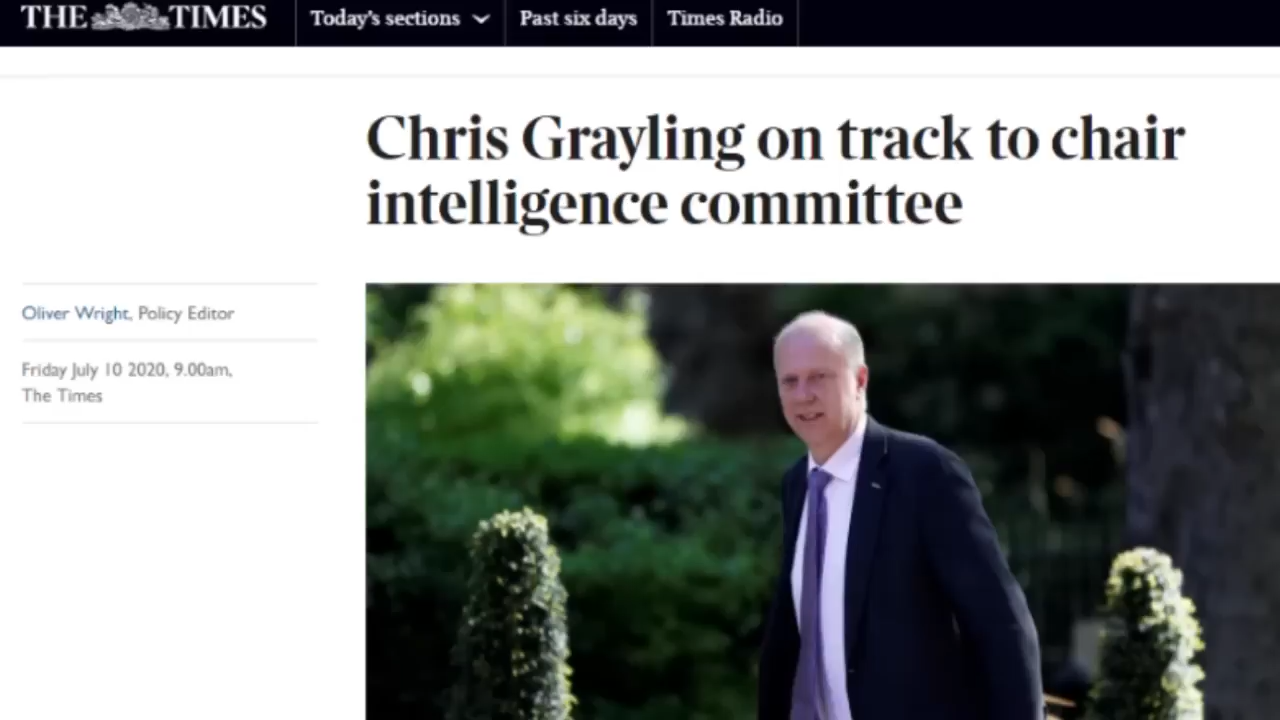 THE TIMES
Today's sections
Past six days
Times Radio
Chris Grayling on track to chair
intelligence committee
Oliver Wright, Policy Editor
Friday July 10 2020, 9.00am,
The Times